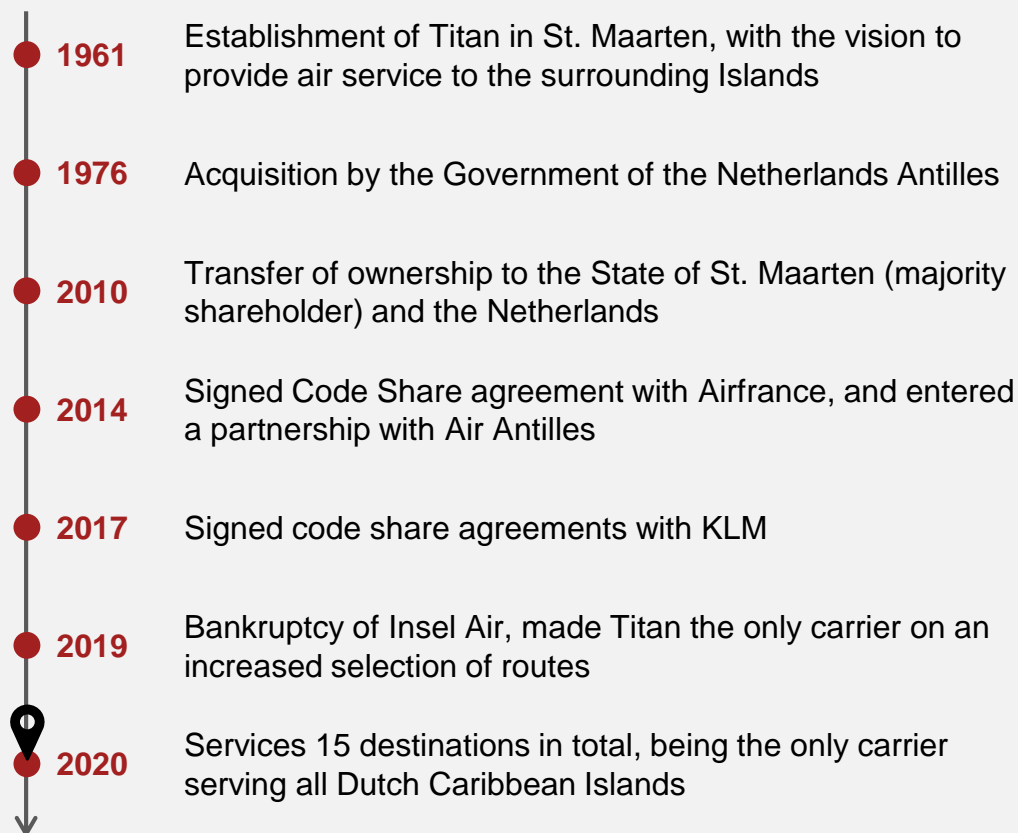 1961
Establishment of Titan in St. Maarten, with the vision to
provide air service to the surrounding Islands
1976
Acquisition by the Government of the Netherlands Antilles
2010
Transfer of ownership to the State of St. Maarten (majority
shareholder) and the Netherlands
2014
Signed Code Share agreement with Airfrance, and entered
a partnership with Air Antilles
2017
Signed code share agreements with KLM
2019
Bankruptcy of Insel Air, made Titan the only carrier on an
increased selection of routes
2020
Services 15 destinations in total, being the only carrier
serving all Dutch Caribbean Islands